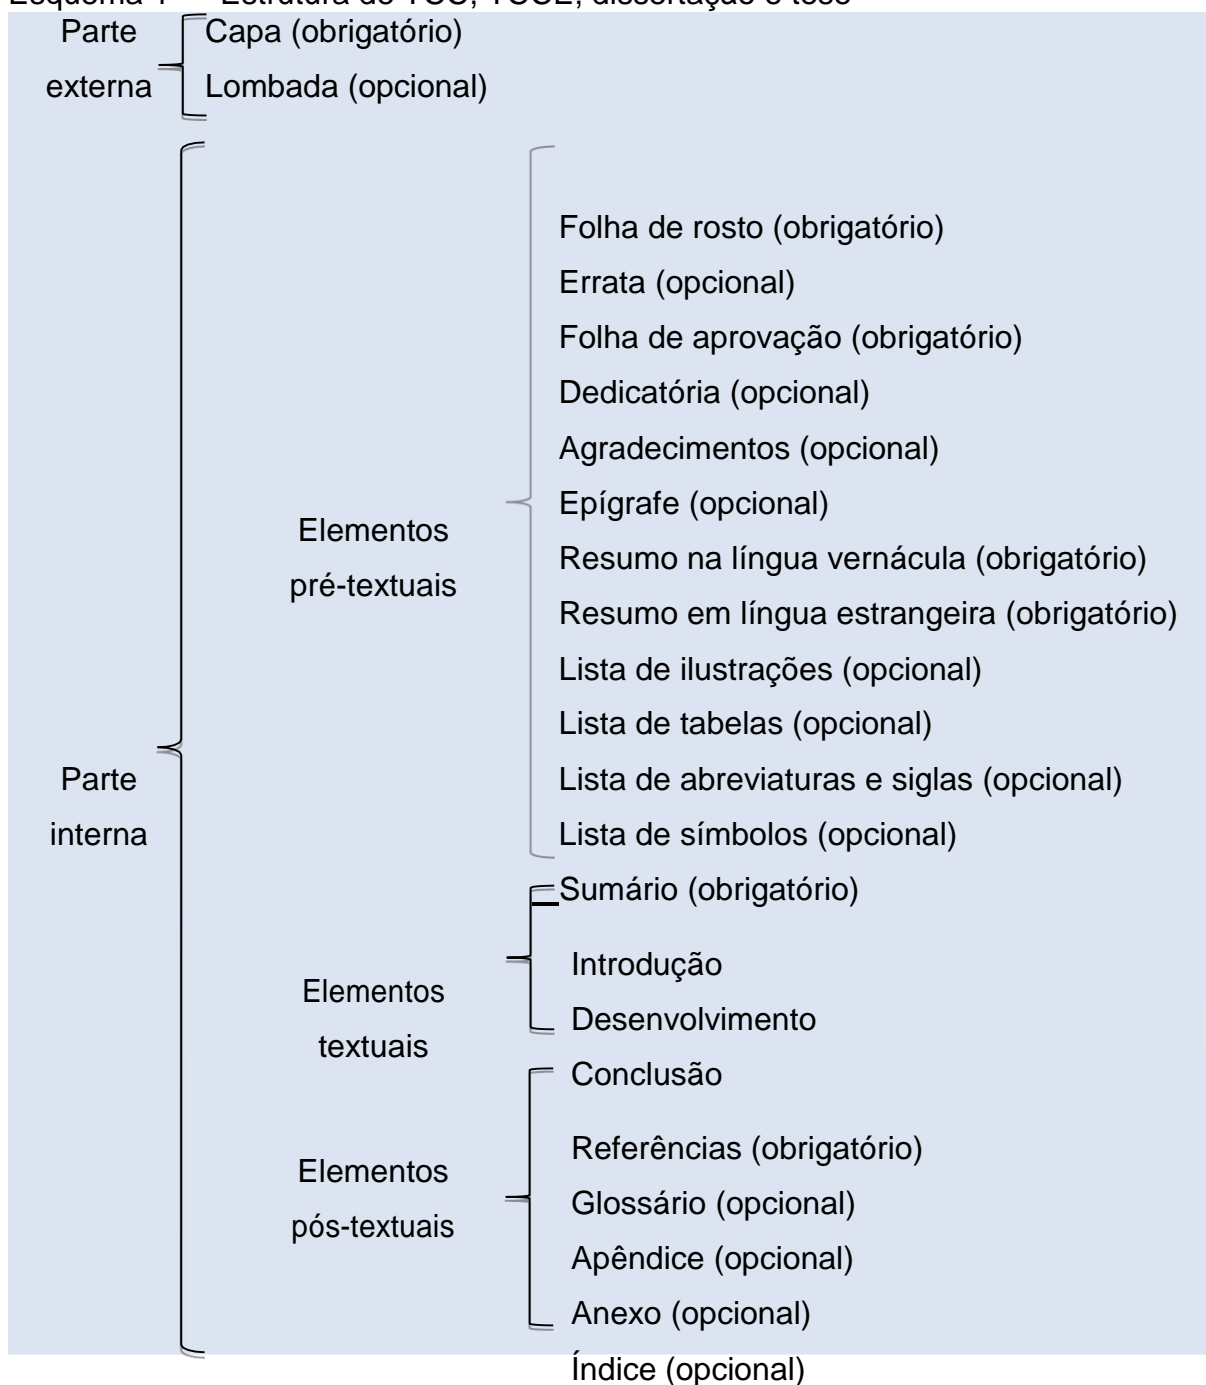 Parte
externa
Capa (obrigatório)
Lombada (opcional)
Parte
interna
Elementos
pré-textuais
Folha de rosto (obrigatório)
Errata (opcional)
Folha de aprovação (obrigatório)
Dedicatória (opcional)
Agradecimentos (opcional)
Epígrafe (opcional)
Resumo na língua vernácula (obrigatório)
Resumo em língua estrangeira (obrigatório)
Lista de ilustrações (opcional)
Lista de tabelas (opcional)
Lista de abreviaturas e siglas (opcional)
Lista de símbolos (opcional)
Sumário (obrigatório)
Elementos
textuais
Introdução
Desenvolvimento
Conclusão
Elementos
pós-textuais
Referências (obrigatório)
Glossário (opcional)
Apêndice (opcional)
Anexo (opcional)
Índice (opcional)